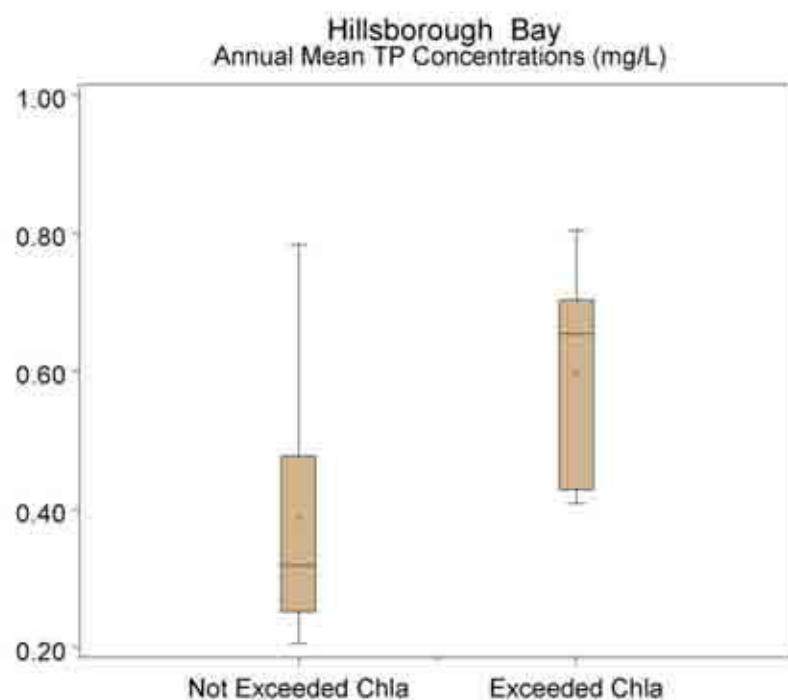 Hillsborough Bay
Annual Mean TP Concentrations (mg/L)
1.00
0.80
0.60
0.40
0.20
Not Exceeded Chla Exceeded Chla